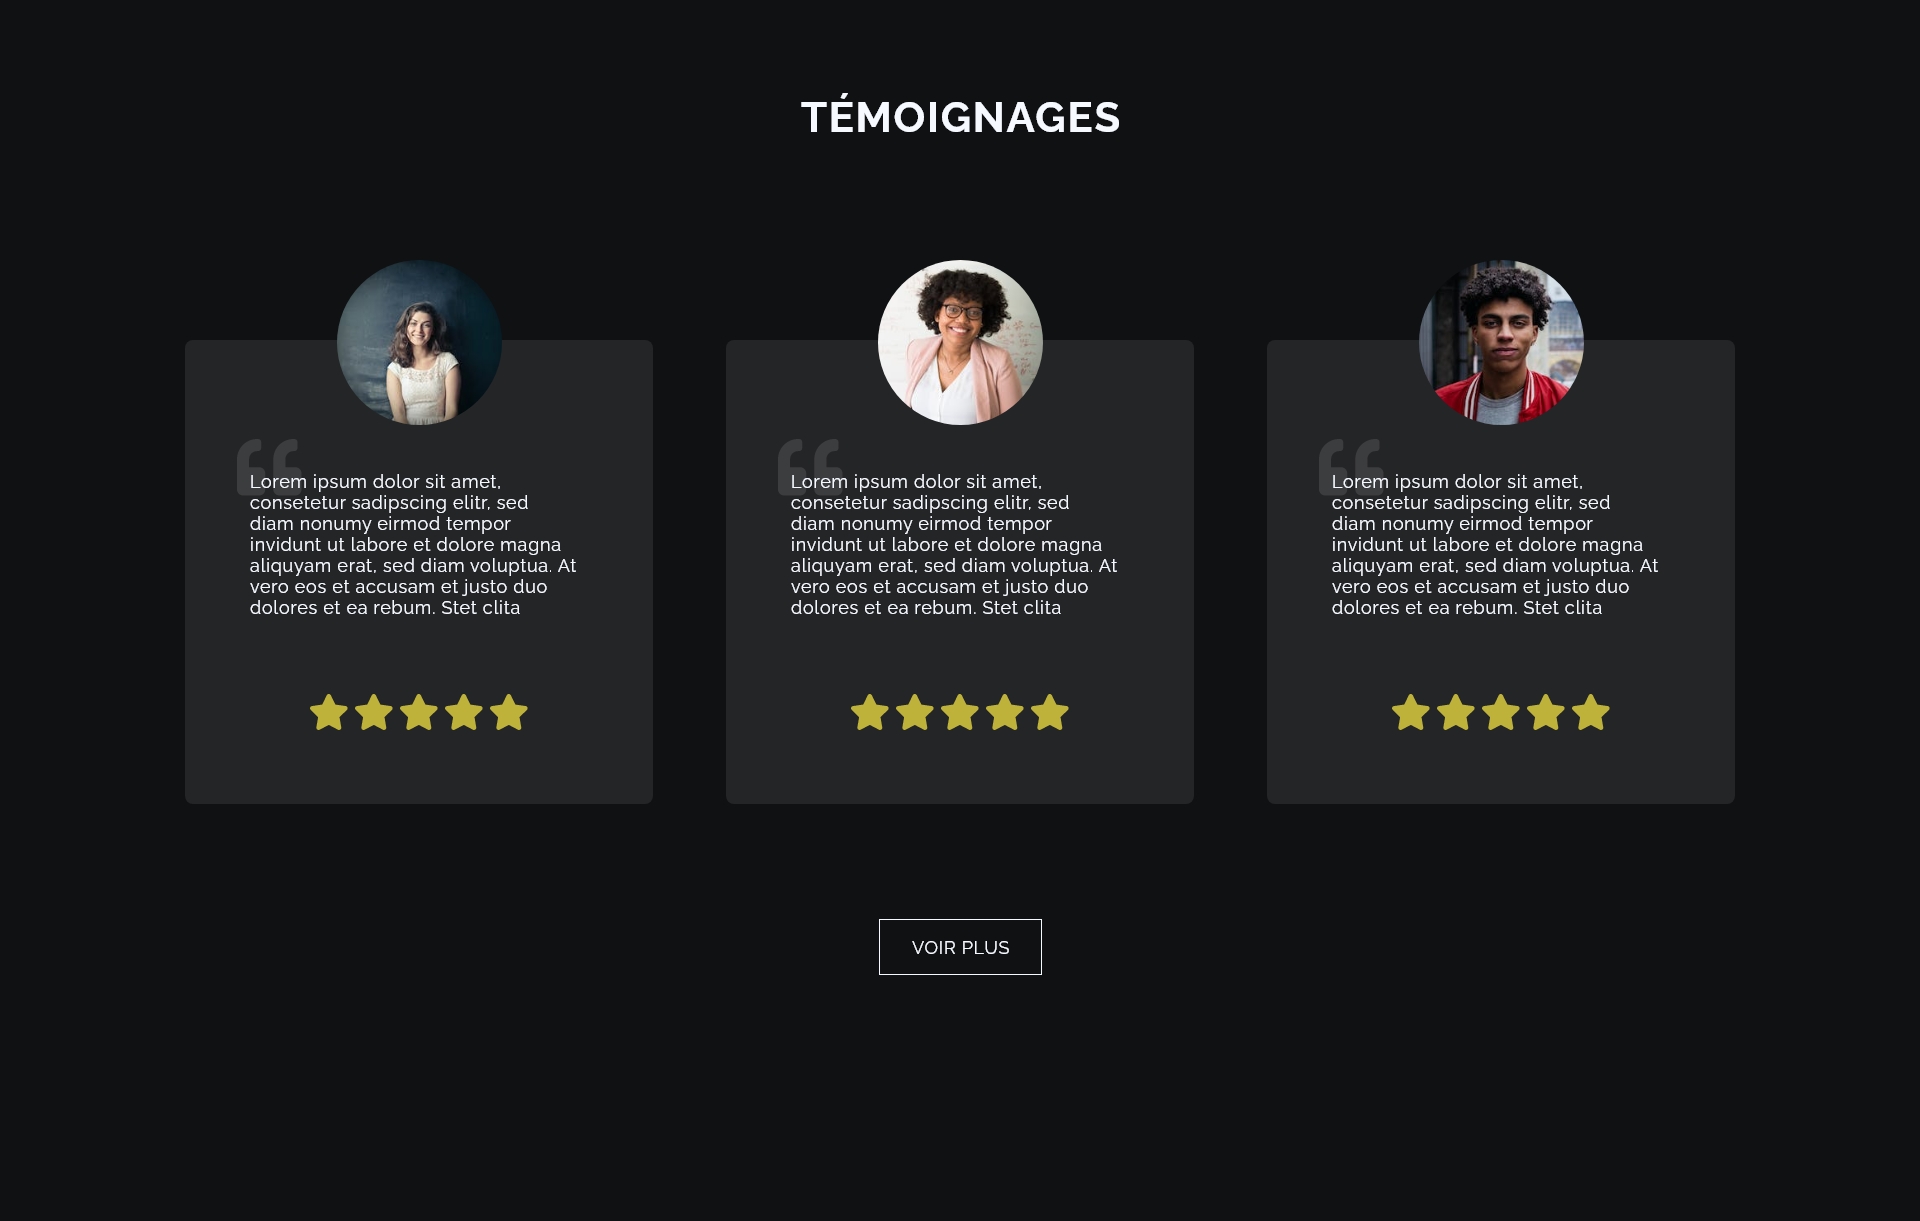 TÉMOIGNAGES
Lorem ipsum dolor sit amet,
consetetur sadipscing elitr, sed
diam nonumy eirmod tempor
invidunt ut labore et dolore magna
aliquyam erat, sed diam voluptua. At
vero eos et accusam et justo duo
dolores et ea rebum. Stet clita
Lorem ipsum dolor sit amet,
consetetur sadipscing elitr, sed
diam nonumy eirmod tempor
invidunt ut labore et dolore magna
aliquyam erat, sed diam voluptua. At
vero eos et accusam et justo duo
dolores et ea rebum. Stet clita
Lorem ipsum dolor sit amet,
consetetur sadipscing elitr, sed
diam nonumy eirmod tempor
invidunt ut labore et dolore magna
aliquyam erat, sed diam voluptua. At
vero eos et accusam et justo duo
dolores et ea rebum. Stet clita
VOIR PLUS